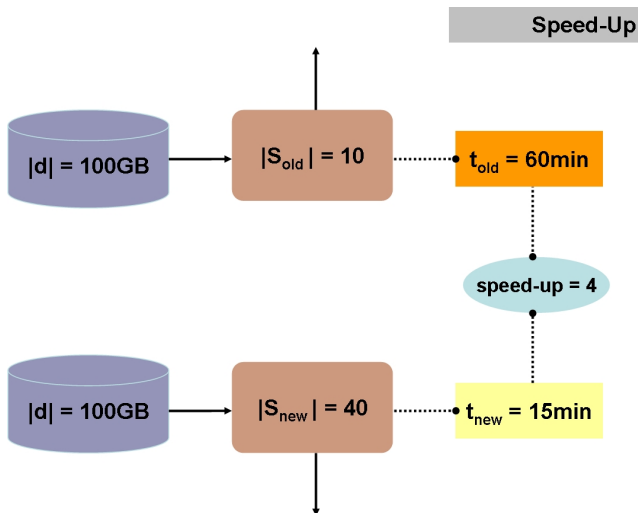 Speed-Up
|d| = 100GB
|S_old| = 10
t_old = 60min
speed-up = 4
|d| = 100GB
|S_new| = 40
t_new = 15min